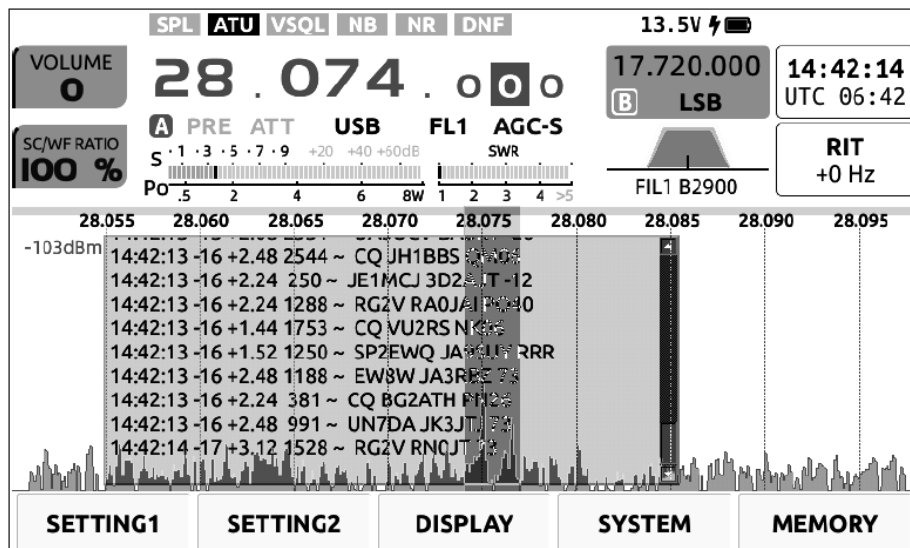 SPL ATU VSQL NB NR DNF 13.5V
VOLUME
0
28.074.000
17.720.000
B LSB
14:42:14
UTC 06:42
A PRE ATT USB FL1 AGC-S
SC/WF RATIO
100 %
S ·1 ·3 ·5 ·7 ·9 +20 +40 +60dB SWR
Po .5 2 4 6 8W 1 2 3 4 >5
FIL1 B2900
RIT
+0 Hz
28.055 28.060 28.065 28.070 28.075 28.080 28.085 28.090 28.095
-103dBm
14:42:13 -16 +2.48 2544 ~ CQ JH1BBS
14:42:13 -16 +2.24 250 ~ JE1MCJ 3D2AJT -12
14:42:13 -16 +2.24 1288 ~ RG2V RA0JAI PO40
14:42:13 -16 +1.44 1753 ~ CQ VU2RS
14:42:13 -16 +1.52 1250 ~ SP2EWQ RRR
14:42:13 -16 +2.48 1188 ~ EW8W 73
14:42:13 -16 +2.24 381 ~ CQ BG2ATH
14:42:13 -16 +2.48 991 ~ UN7DA 73
14:42:14 -17 +3.12 1528 ~ RG2V RN0JT
SETTING1 SETTING2 DISPLAY SYSTEM MEMORY